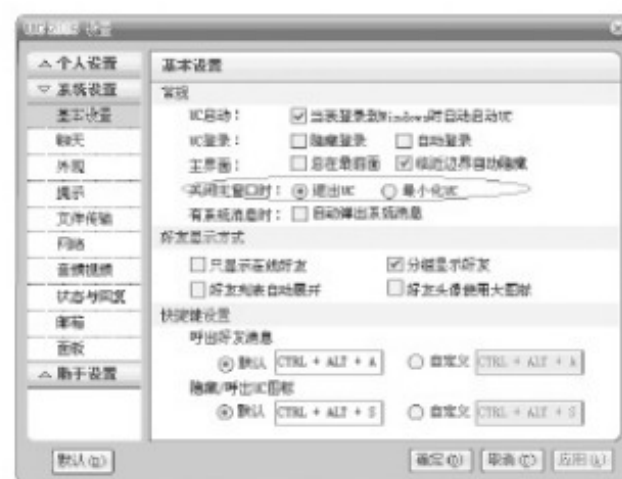 UC 2005 设置
个人设置
系统设置
基本设置
聊天
外观
提示
文件传输
网络
音频视频
状态与回复
邮箱
面板
助手设置
基本设置
常规
UC启动： 当我登录到Windows时自动启动UC
UC登录： 隐藏登录 自动登录
主界面： 总在最前面 临近边界自动隐藏
关闭主窗口时： 退出UC 最小化UC
有系统消息时： 自动弹出系统消息
好友显示方式
只显示在线好友 分组显示好友
好友列表自动展开 好友头像使用大图标
快捷键设置
呼出好友消息
默认 CTRL + ALT + A 自定义 CTRL + ALT + A
隐藏/呼出UC图标
默认 CTRL + ALT + S 自定义 CTRL + ALT + S
默认(D) 确定(O) 取消(C) 应用(A)